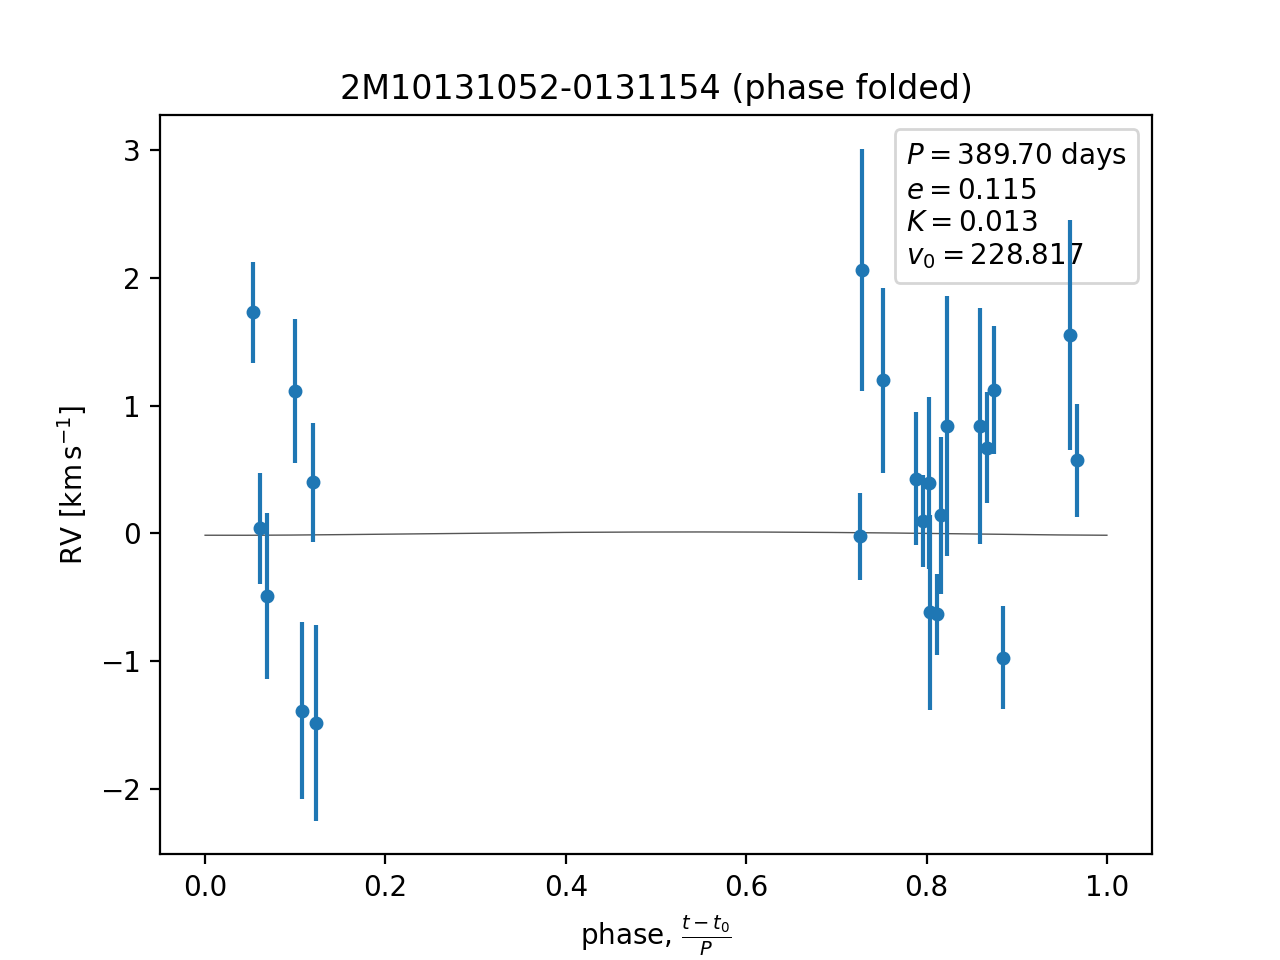 2M10131052-0131154 (phase folded)
P = 389.70 days
e = 0.115
K = 0.013
v₀ = 228.817
3
2
1
0
−1
−2
RV [km s⁻¹]
0.0 0.2 0.4 0.6 0.8 1.0
phase, (t − t₀)/P